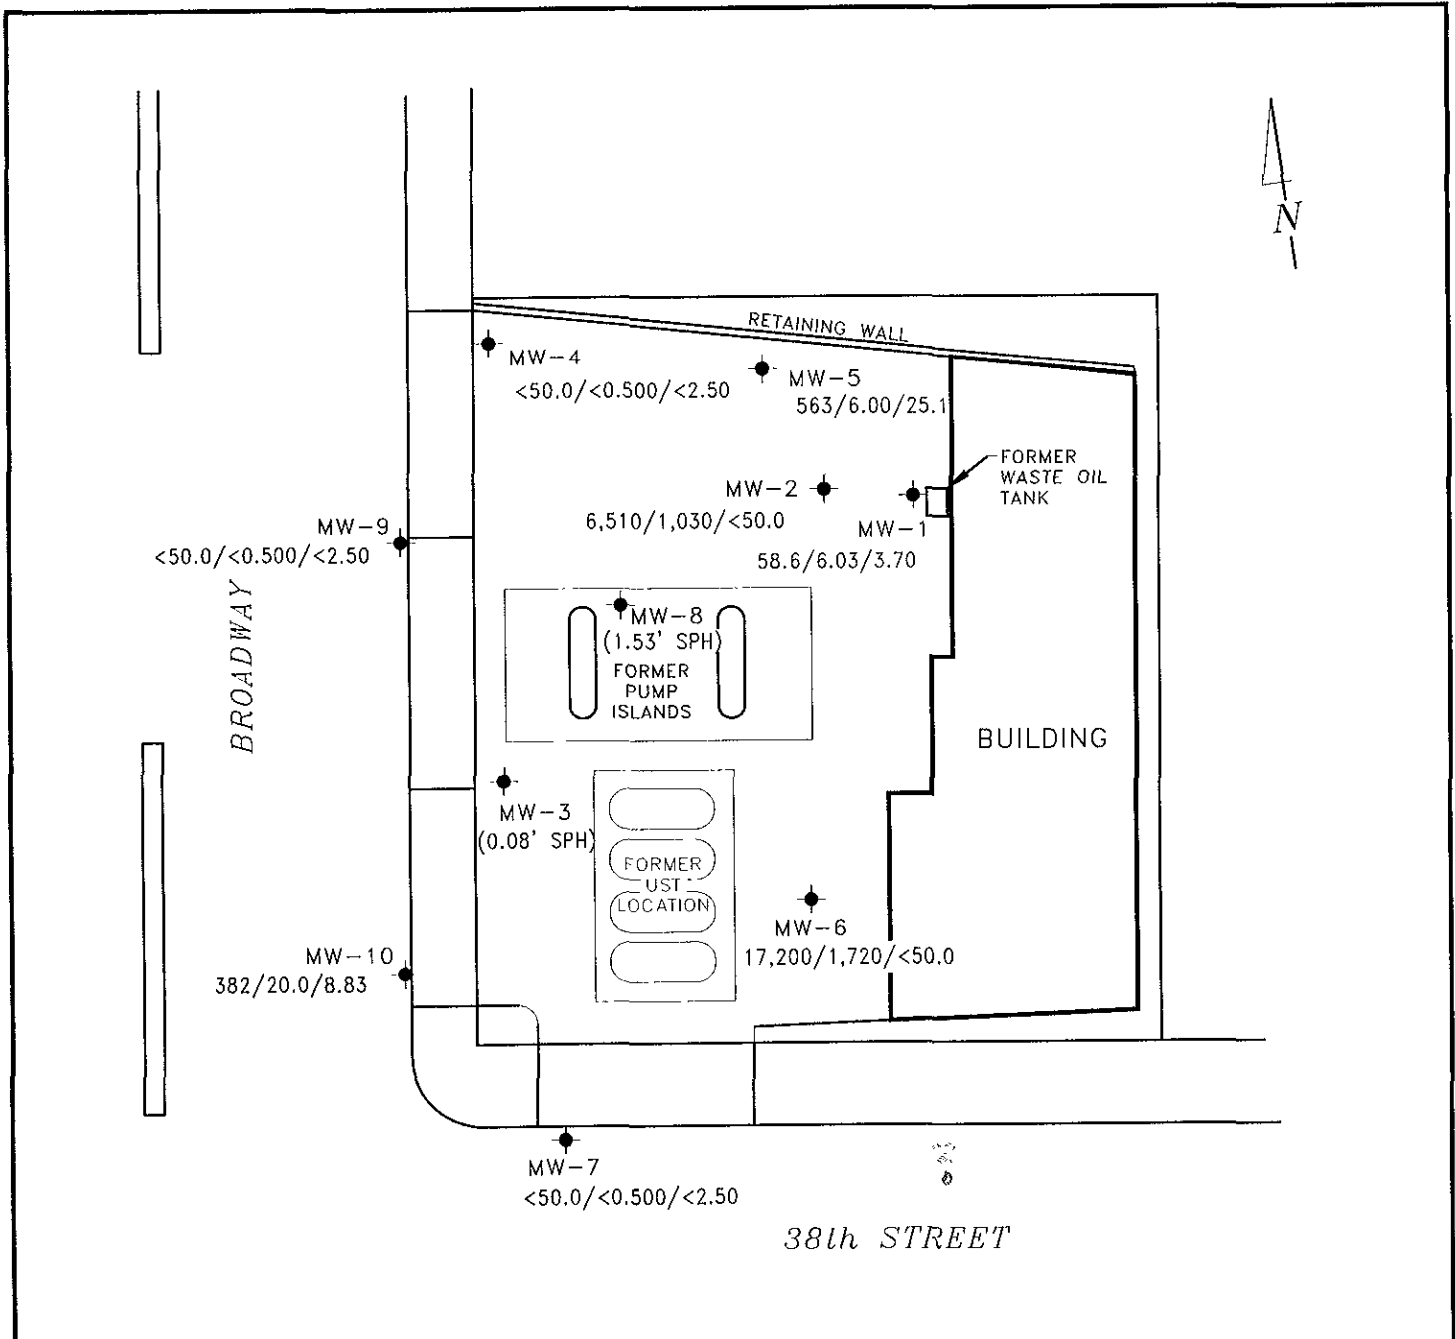 N
RETAINING WALL
MW-4
<50.0/<0.500/<2.50
MW-5
563/6.00/25.1
FORMER
WASTE OIL
TANK
MW-2
6,510/1,030/<50.0
MW-1
58.6/6.03/3.70
MW-9
<50.0/<0.500/<2.50
BROADWAY
MW-8
(1.53' SPH)
FORMER
PUMP
ISLANDS
BUILDING
MW-3
(0.08' SPH)
FORMER
UST
LOCATION
MW-6
17,200/1,720/<50.0
MW-10
382/20.0/8.83
MW-7
<50.0/<0.500/<2.50
38th STREET